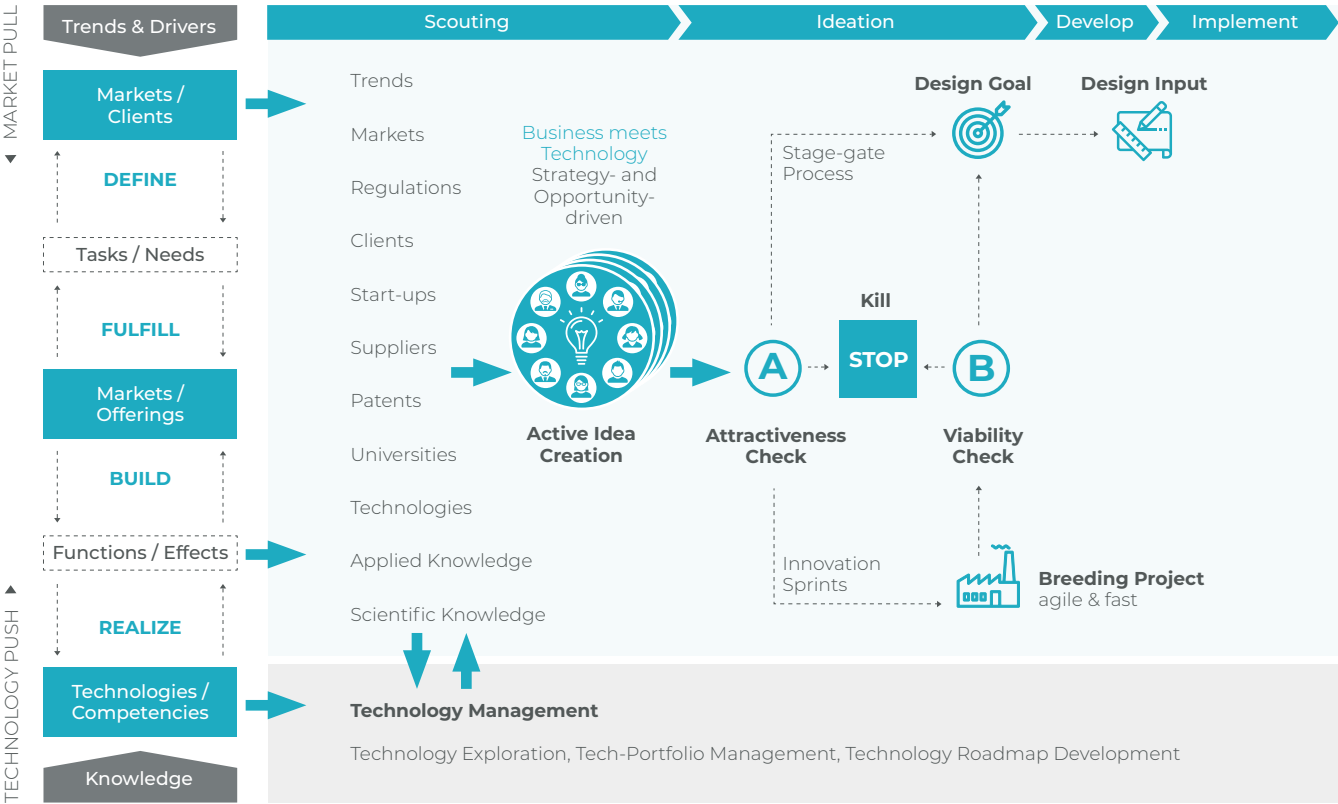 MARKET PULL
TECHNOLOGY PUSH
Trends & Drivers
Markets /
Clients
DEFINE
Tasks / Needs
FULFILL
Markets /
Offerings
BUILD
Functions / Effects
REALIZE
Technologies /
Competencies
Knowledge
Scouting
Ideation
Develop
Implement
Trends
Markets
Regulations
Clients
Start-ups
Suppliers
Patents
Universities
Technologies
Applied Knowledge
Scientific Knowledge
Business meets
Technology
Strategy- and
Opportunity-
driven
Active Idea
Creation
Stage-gate
Process
A
Attractiveness
Check
Kill
STOP
B
Viability
Check
Design Goal
Design Input
Innovation
Sprints
Breeding Project
agile & fast
Technology Management
Technology Exploration, Tech-Portfolio Management, Technology Roadmap Development